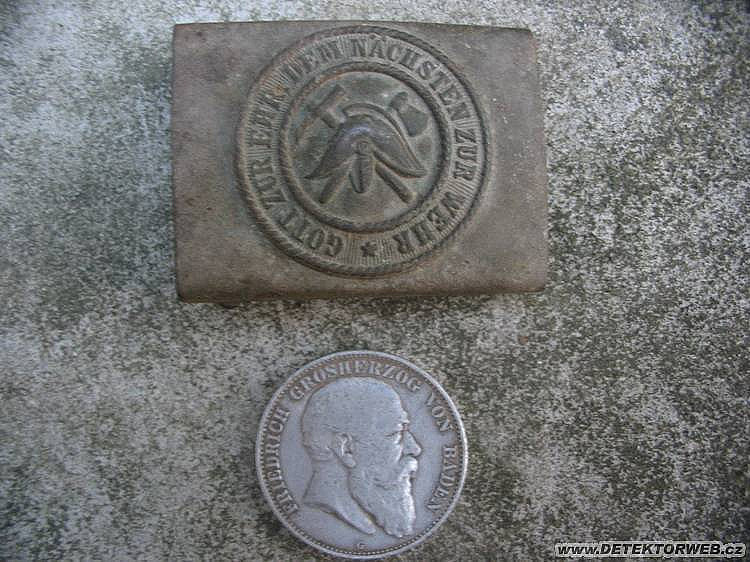 GOTT ZUR EHR. DEM NÄCHSTEN ZUR WEHR ★
FRIEDRICH GROSHERZOG VON BADEN
G
www.DETEKTORWEB.cz